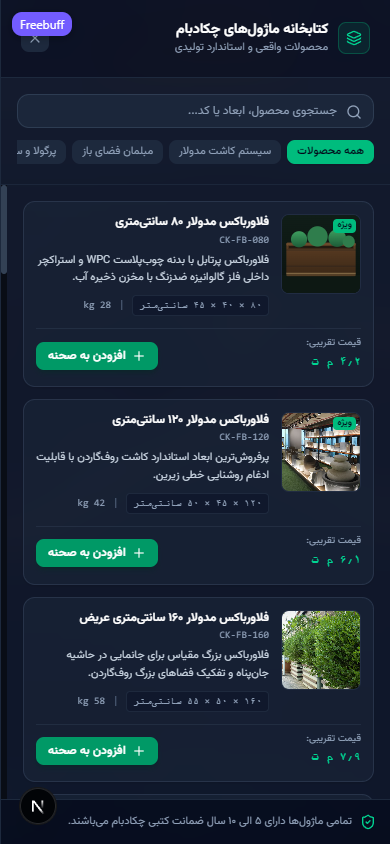 Freebuff
کتابخانه ماژول‌های چکادبام
محصولات واقعی و استاندارد تولیدی
جستجوی محصول، ابعاد یا کد...
همه محصولات
سیستم کاشت مدولار
مبلمان فضای باز
پرگولا و س
ویژه
فلاورباکس مدولار ۸۰ سانتی‌متری
CK-FB-080
فلاورباکس پرتابل با بدنه چوب‌پلاست WPC و استراکچر
داخلی فلز گالوانیزه ضدزنگ با مخزن ذخیره آب.
۸۰ × ۴۰ × ۴۵ سانتی‌متر | 28 kg
قیمت تقریبی:
۴٫۲ م ت
افزودن به صحنه
ویژه
فلاورباکس مدولار ۱۲۰ سانتی‌متری
CK-FB-120
پرفروش‌ترین ابعاد استاندارد کاشت روف‌گاردن با قابلیت
ادغام روشنایی خطی زیرین.
۱۲۰ × ۴۵ × ۵۰ سانتی‌متر | 42 kg
قیمت تقریبی:
۶٫۱ م ت
افزودن به صحنه
فلاورباکس مدولار ۱۶۰ سانتی‌متری عریض
CK-FB-160
فلاورباکس بزرگ مقیاس برای جانمایی در حاشیه
جان‌پناه و تفکیک فضاهای بزرگ روف‌گاردن.
۱۶۰ × ۵۰ × ۵۵ سانتی‌متر | 58 kg
قیمت تقریبی:
۷٫۹ م ت
افزودن به صحنه
تمامی ماژول‌ها دارای ۵ الی ۱۰ سال ضمانت کتبی چکادبام می‌باشند.
N